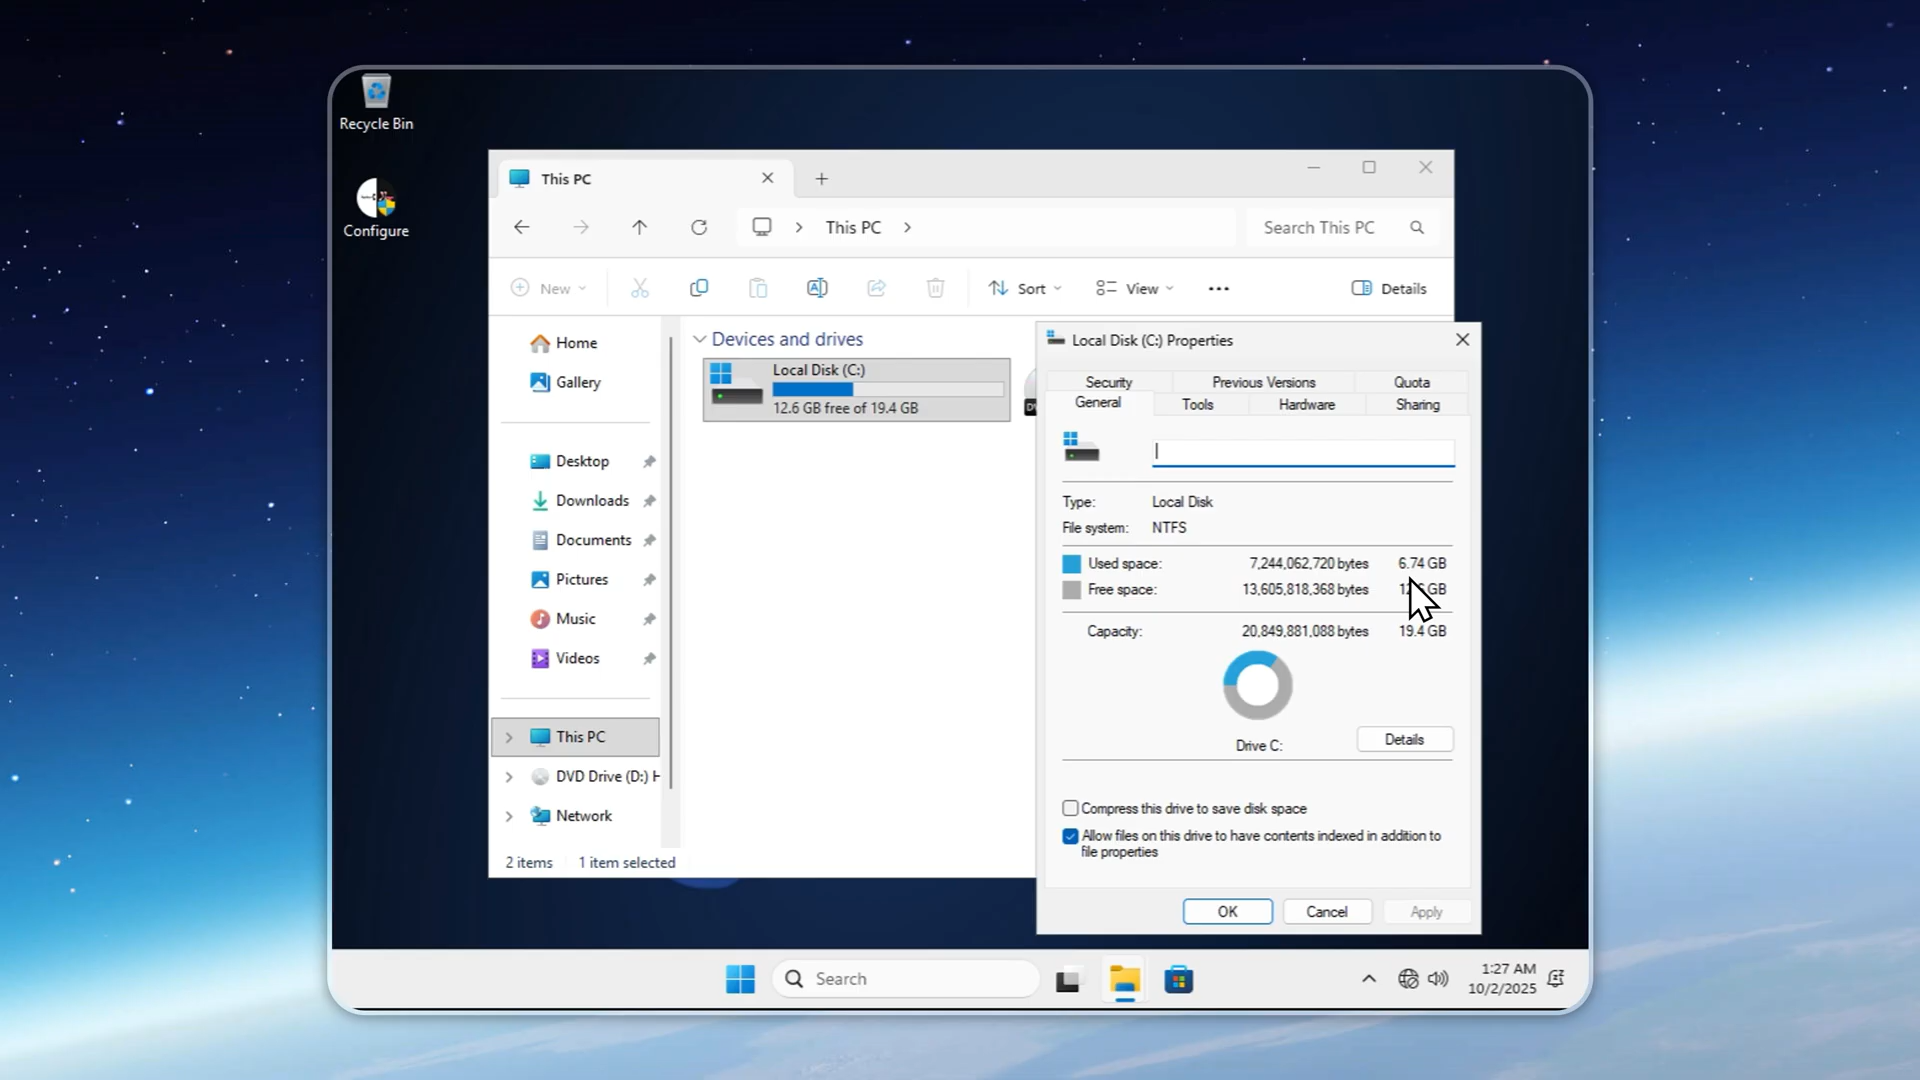 Recycle Bin
Configure
This PC
This PC
Search This PC
New
Sort
View
Details
Home
Gallery
Desktop
Downloads
Documents
Pictures
Music
Videos
This PC
DVD Drive (D:) H
Network
2 items
1 item selected
Devices and drives
Local Disk (C:)
12.6 GB free of 19.4 GB
Local Disk (C:) Properties
Security
Previous Versions
Quota
General
Tools
Hardware
Sharing
Type: Local Disk
File system: NTFS
Used space: 7,244,062,720 bytes 6.74 GB
Free space: 13,605,818,368 bytes GB
Capacity: 20,849,881,088 bytes 19.4 GB
Drive C:
Details
Compress this drive to save disk space
Allow files on this drive to have contents indexed in addition to
file properties
OK
Cancel
Apply
Search
1:27 AM
10/2/2025